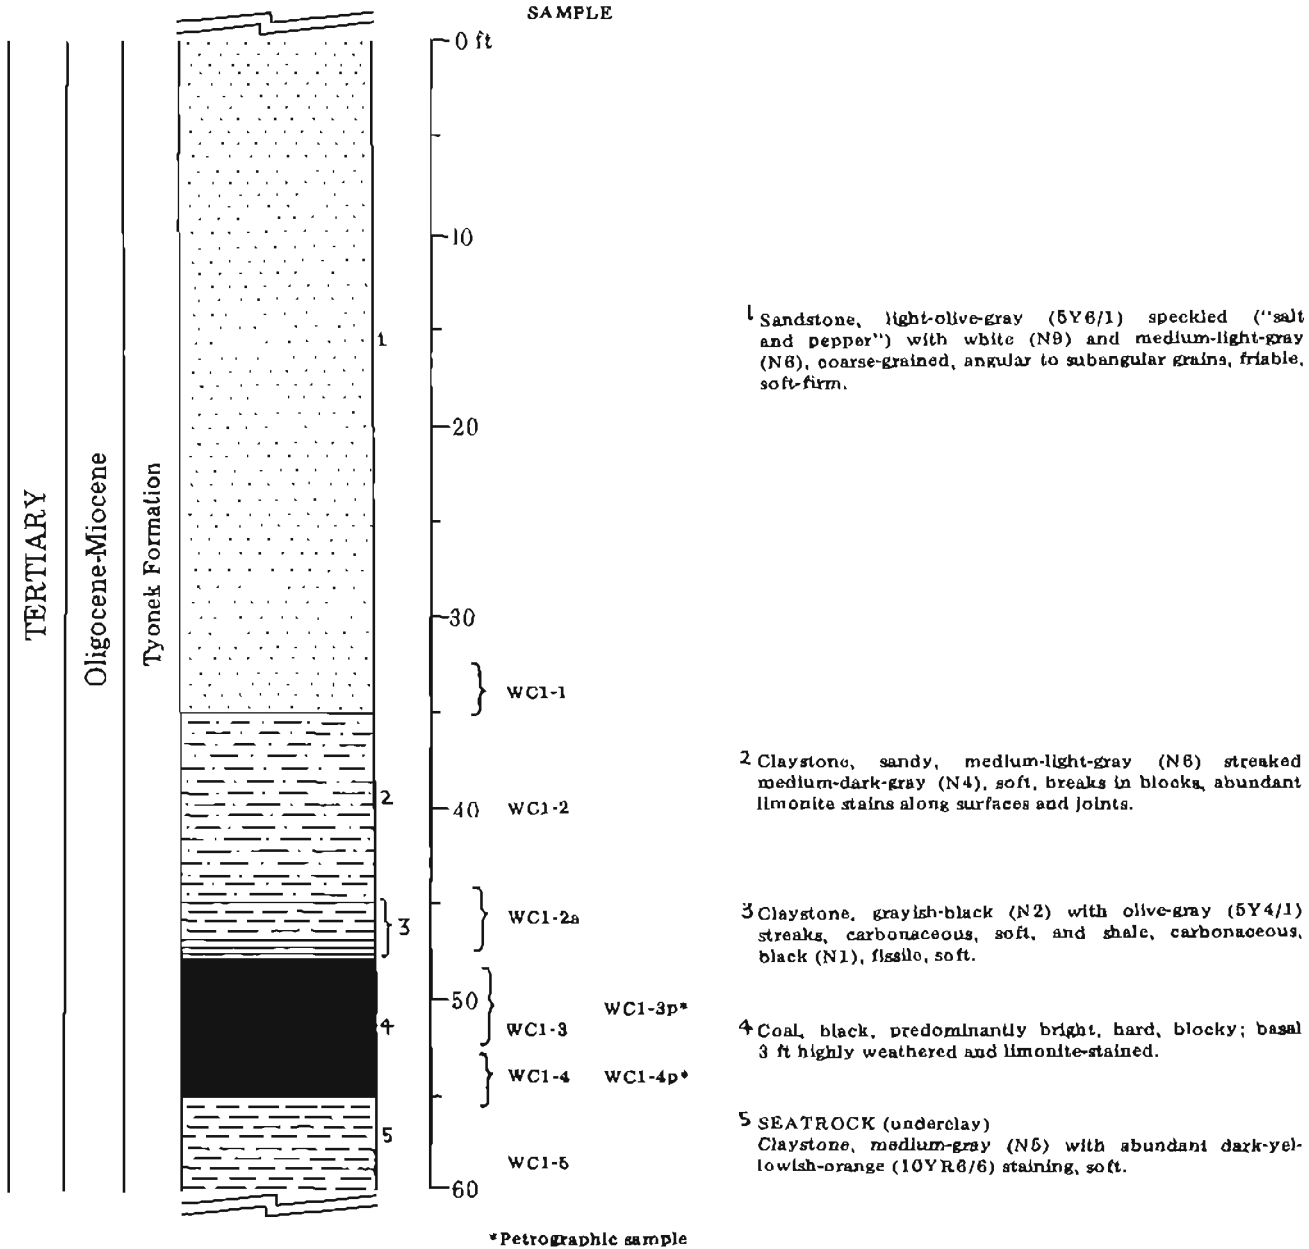 SAMPLE
0 ft
10
1
1 Sandstone, light-olive-gray (5Y6/1) speckled ("salt
and pepper") with white (N9) and medium-light-gray
(N6), coarse-grained, angular to subangular grains, friable,
soft-firm.
20
TERTIARY
Oligocene-Miocene
Tyonek Formation
30
WC1-1
2
40
WC1-2
2 Claystone, sandy, medium-light-gray (N6) streaked
medium-dark-gray (N4), soft, breaks in blocks, abundant
limonite stains along surfaces and joints.
3
WC1-2a
3 Claystone, grayish-black (N2) with olive-gray (5Y4/1)
streaks, carbonaceous, soft, and shale, carbonaceous,
black (N1), fissile, soft.
50
WC1-3p*
4
WC1-3
4 Coal, black, predominantly bright, hard, blocky; basal
3 ft highly weathered and limonite-stained.
WC1-4 WC1-4p*
5
WC1-5
5 SEATROCK (underclay)
Claystone, medium-gray (N5) with abundant dark-yel-
lowish-orange (10YR6/6) staining, soft.
60
*Petrographic sample